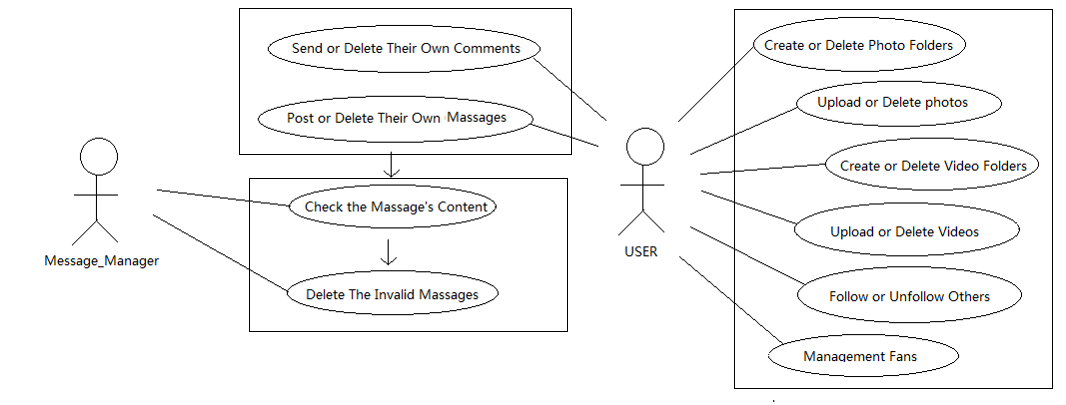 Send or Delete Their Own Comments
Post or Delete Their Own Massages
Message_Manager
Check the Massage's Content
Delete The Invalid Massages
USER
Create or Delete Photo Folders
Upload or Delete photos
Create or Delete Video Folders
Upload or Delete Videos
Follow or Unfollow Others
Management Fans